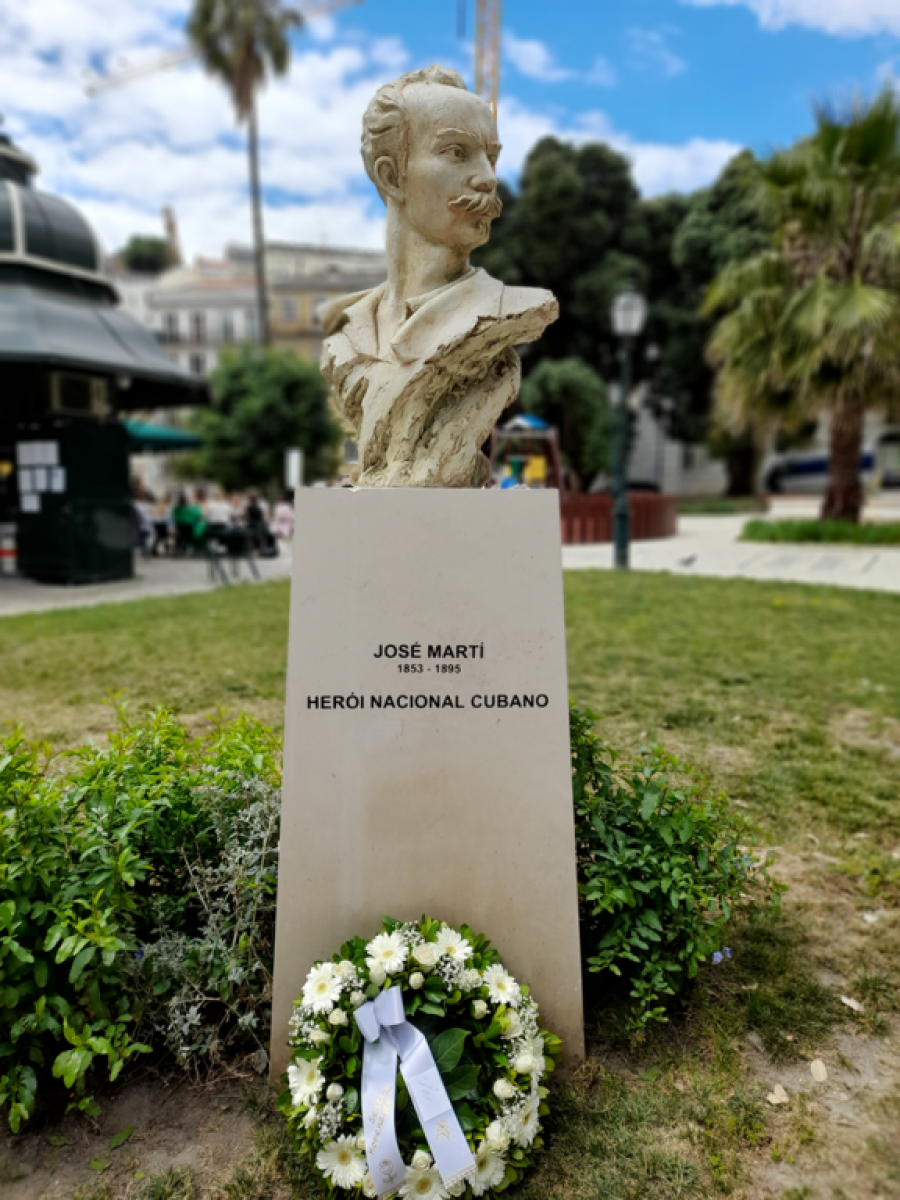 JOSÉ MARTÍ
1853 - 1895
HERÓI NACIONAL CUBANO